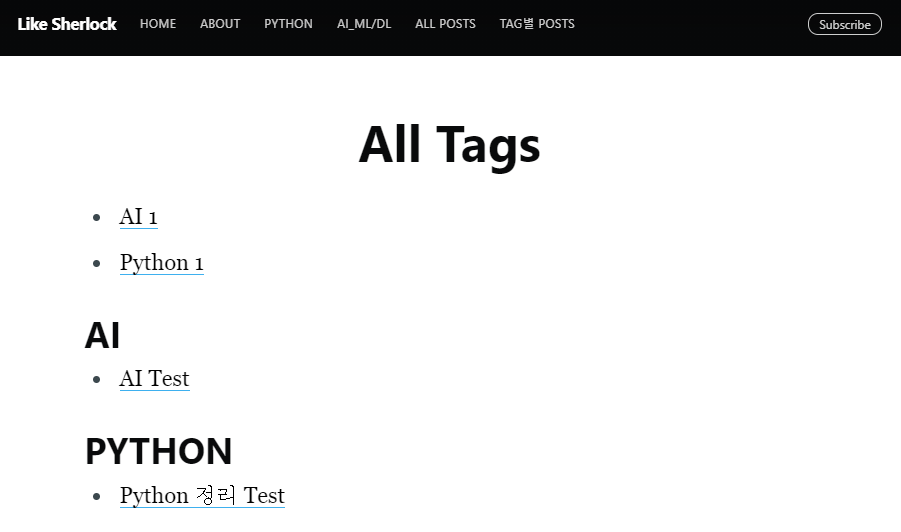 Like Sherlock HOME ABOUT PYTHON AI_ML/DL ALL POSTS TAG별 POSTS Subscribe
All Tags
AI 1
Python 1
AI
AI Test
PYTHON
Python 정리 Test